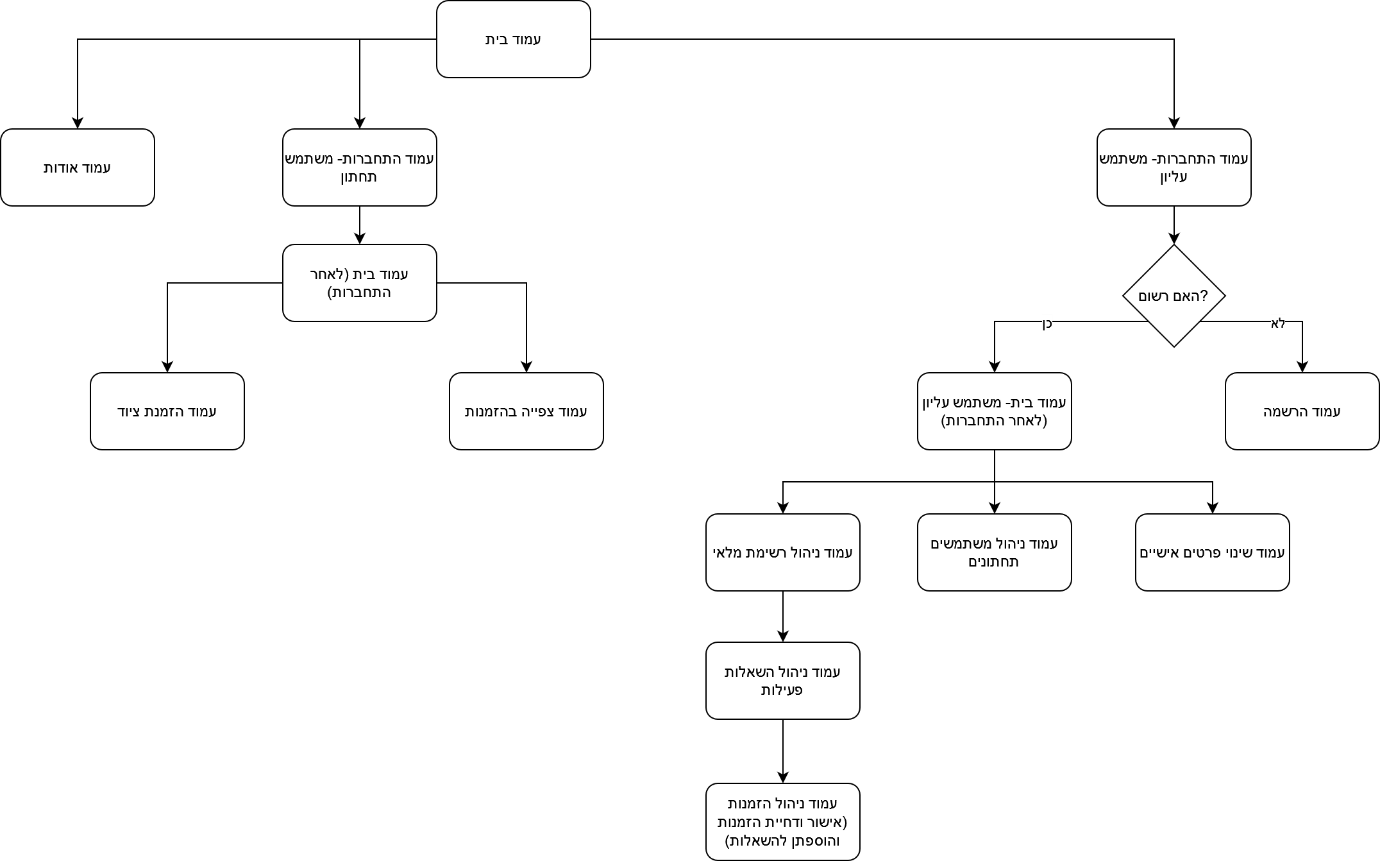 עמוד בית
עמוד התחברות- משתמש
עליון
עמוד התחברות- משתמש
תחתון
עמוד אודות
האם רשום?
עמוד בית (לאחר
התחברות)
לא
כן
עמוד הרשמה
עמוד בית- משתמש עליון
(לאחר התחברות)
עמוד צפייה בהזמנות
עמוד הזמנת ציוד
עמוד שינוי פרטים אישיים
עמוד ניהול משתמשים
תחתונים
עמוד ניהול רשימת מלאי
עמוד ניהול השאלות
פעילות
עמוד ניהול הזמנות
(אישור ודחיית הזמנות
והוספתן להשאלות)